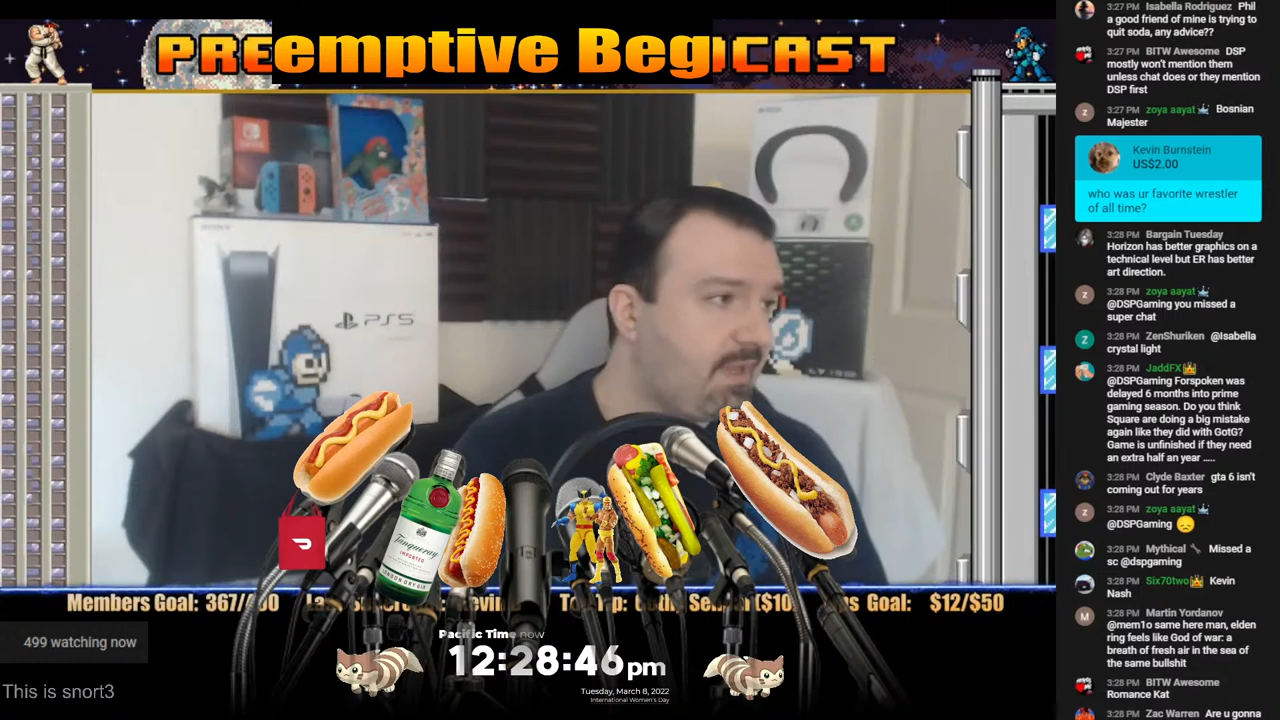 PREemptive BegICAST
SONY
PS5
Tanqueray
IMPORTED
LONDON DRY GIN
Members Goal: 367/
($10
Goal: $12/$50
499 watching now
Pacific Time now
12:28:46pm
Tuesday, March 8, 2022
International Women's Day
This is snort3
3:27 PM Isabella Rodriguez Phil
a good friend of mine is trying to
quit soda, any advice??
3:27 PM BITW Awesome DSP
mostly won't mention them
unless chat does or they mention
DSP first
3:27 PM zoya aayat Bosnian
Majester
Kevin Burnstein
US$2.00
who was ur favorite wrestler
of all time?
3:28 PM Bargain Tuesday
Horizon has better graphics on a
technical level but ER has better
art direction.
3:28 PM zoya aayat
@DSPGaming you missed a
super chat
3:28 PM ZenShuriken @Isabella
crystal light
3:28 PM JaddFX
@DSPGaming Forspoken was
delayed 6 months into prime
gaming season. Do you think
Square are doing a big mistake
again like they did with GotG?
Game is unfinished if they need
an extra half an year .....
3:28 PM Clyde Baxter gta 6 isn't
coming out for years
3:28 PM zoya aayat
@DSPGaming
3:28 PM Mythical Missed a
sc @dspgaming
3:28 PM Six70two Kevin
Nash
3:28 PM Martin Yordanov
@mem1o same here man, elden
ring feels like God of war: a
breath of fresh air in the sea of
the same bullshit
3:28 PM BITW Awesome
Romance Kat
3:28 PM Zac Warren Are u gonna